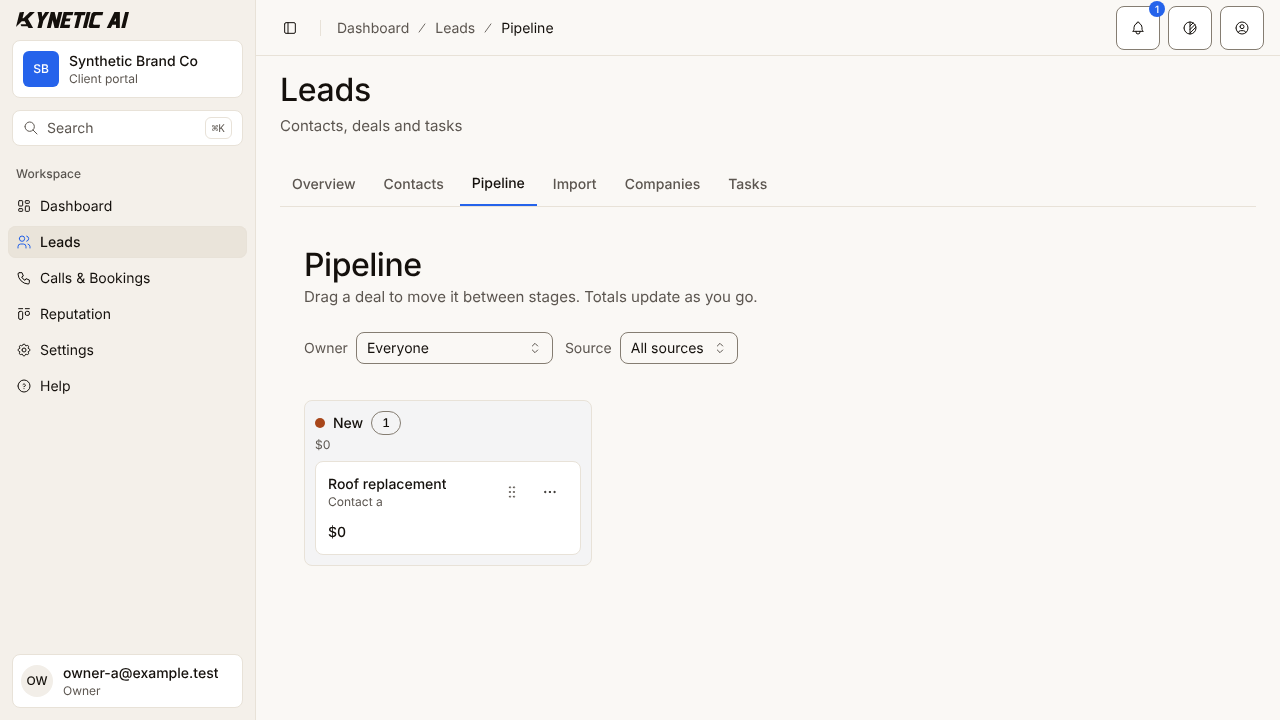 KYNETIC AI
SB
Synthetic Brand Co
Client portal
Search
⌘K
Workspace
Dashboard
Leads
Calls & Bookings
Reputation
Settings
Help
OW
owner-a@example.test
Owner
Dashboard / Leads / Pipeline
1
Leads
Contacts, deals and tasks
Overview
Contacts
Pipeline
Import
Companies
Tasks
Pipeline
Drag a deal to move it between stages. Totals update as you go.
Owner
Everyone
Source
All sources
New
1
$0
Roof replacement
Contact a
$0